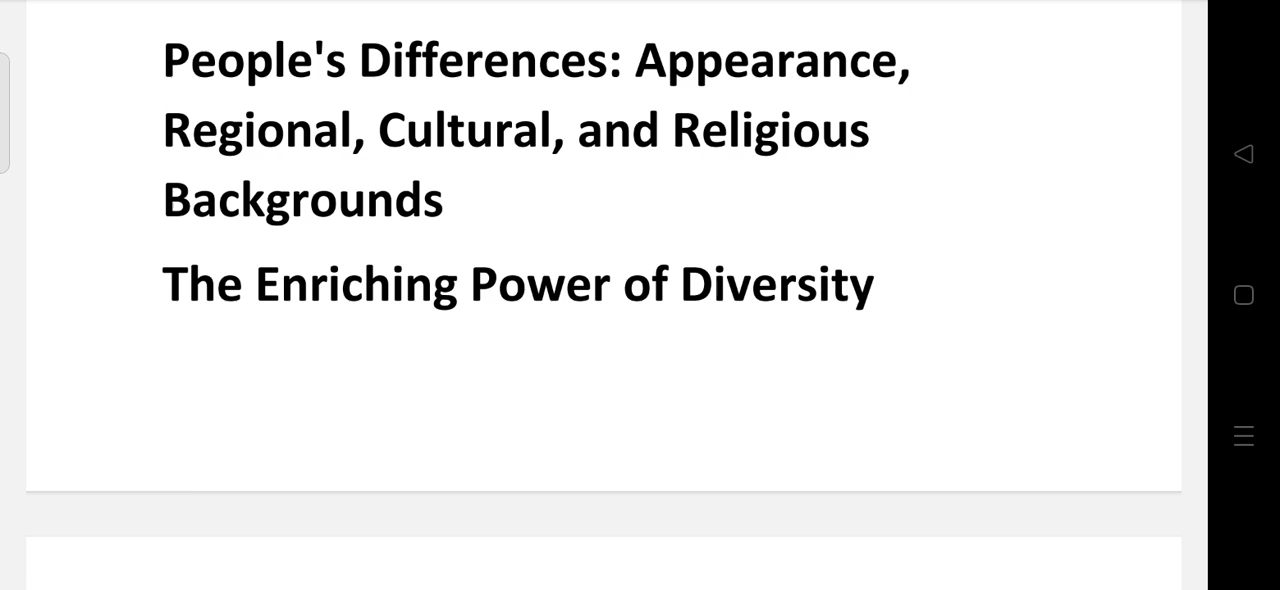 People's Differences: Appearance,
Regional, Cultural, and Religious
Backgrounds
The Enriching Power of Diversity